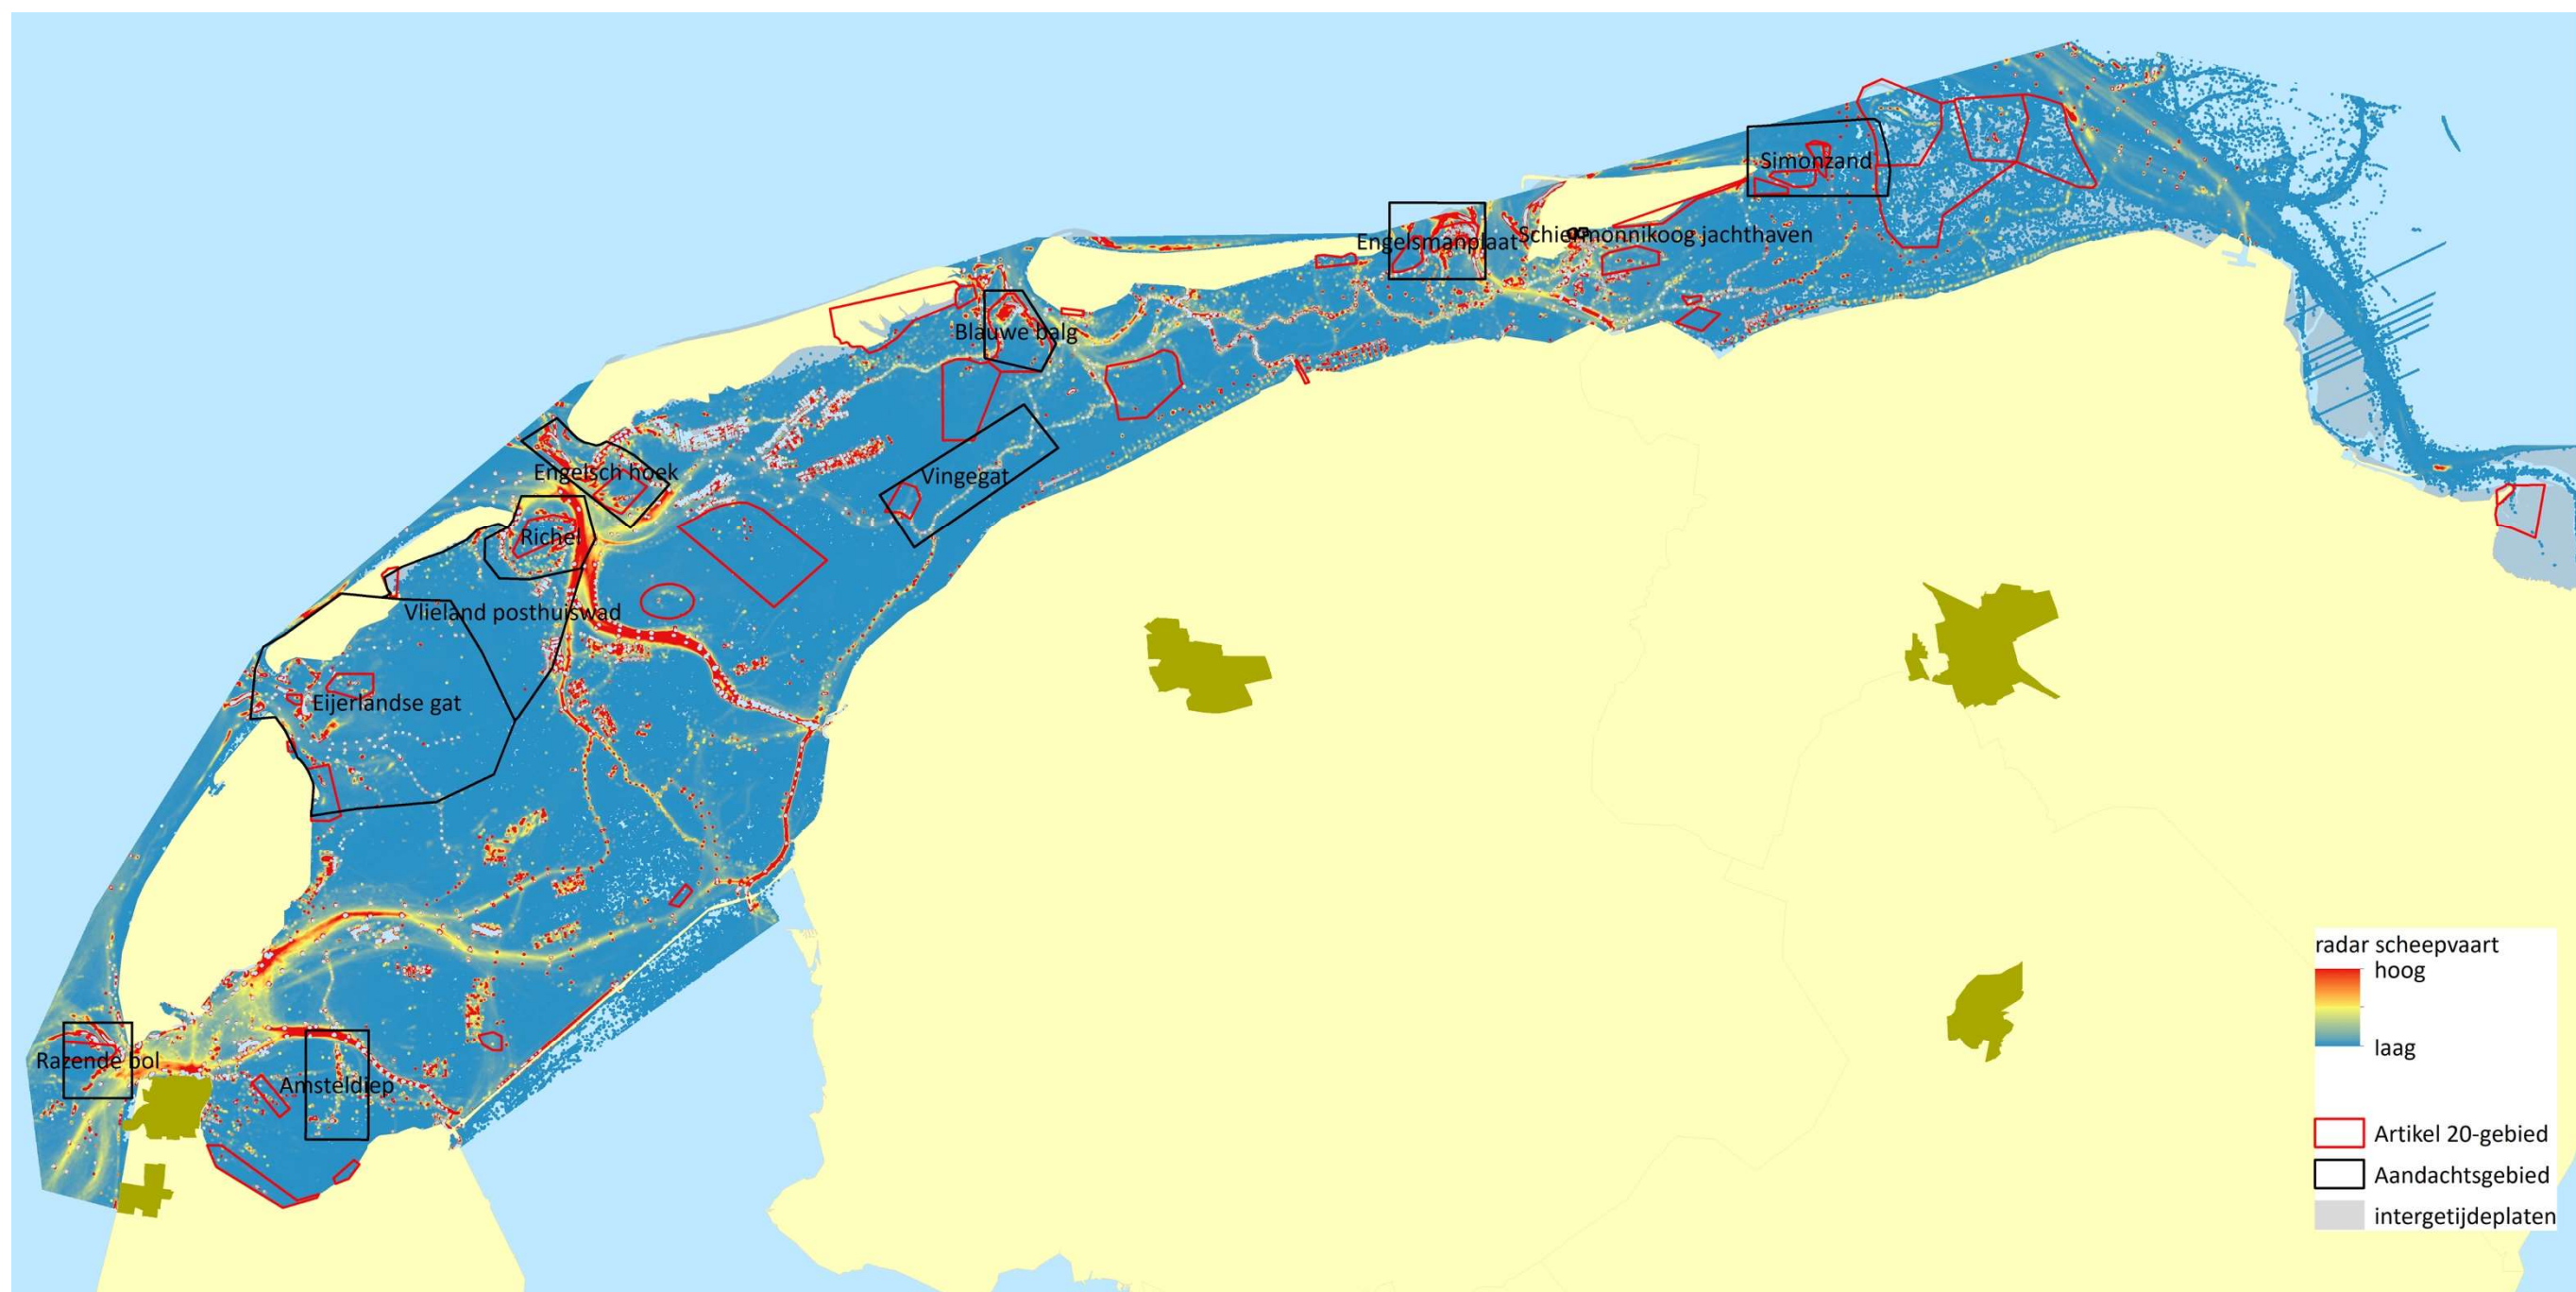 Simonzand
Engelsmanplaat
Schiermonnikoog jachthaven
Blauwe balg
Engelsch hoek
Vingegat
Richel
Vlieland posthuiswad
Eijerlandse gat
Razende bol
Amsteldiep
radar scheepvaart
hoog
laag
Artikel 20-gebied
Aandachtsgebied
intergetijdeplaten